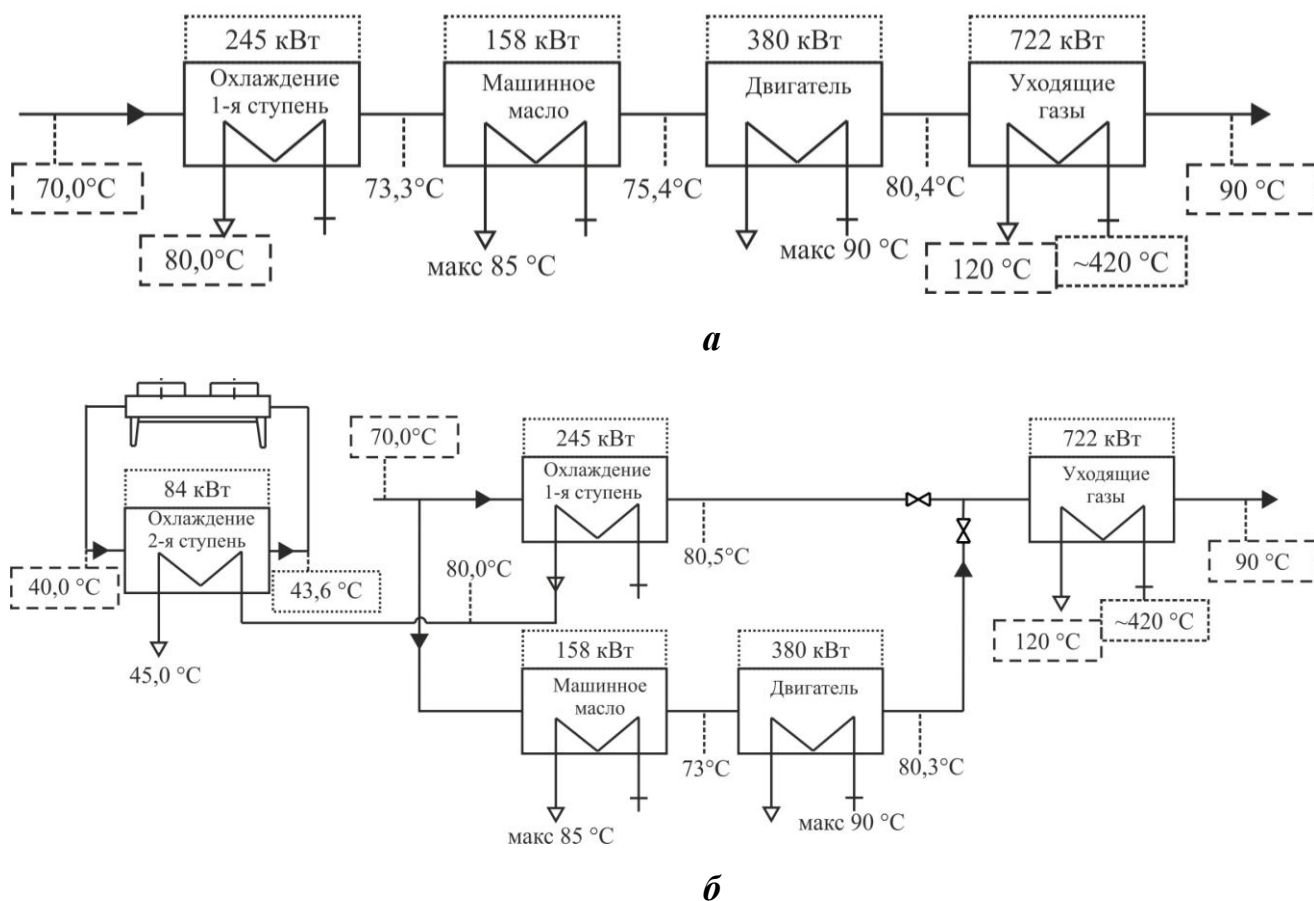 245 кВт
158 кВт
380 кВт
722 кВт
Охлаждение
1-я ступень
Машинное
масло
Двигатель
Уходящие
газы
70,0°С
73,3°С
75,4°С
80,4°С
90 °С
80,0°С
макс 85 °С
макс 90 °С
120 °С
~420 °С
а
70,0°С
245 кВт
722 кВт
84 кВт
Охлаждение
1-я ступень
Уходящие
газы
Охлаждение
2-я ступень
80,5°С
90 °С
40,0 °С
43,6 °С
80,0°С
120 °С
~420 °С
45,0 °С
158 кВт
380 кВт
Машинное
масло
Двигатель
73°С
80,3°С
макс 85 °С
макс 90 °С
б